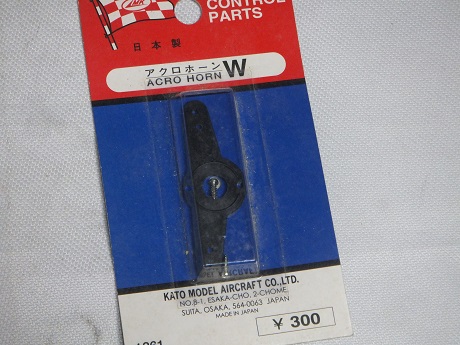 CONTROL
PARTS
日本製
アクロホーン W
ACRO HORN
KATO MODEL AIRCRAFT CO.,LTD.
NO.8-1, ESAKA-CHO, 2-CHOME,
SUITA, OSAKA, 564-0063 JAPAN
MADE IN JAPAN
¥ 300